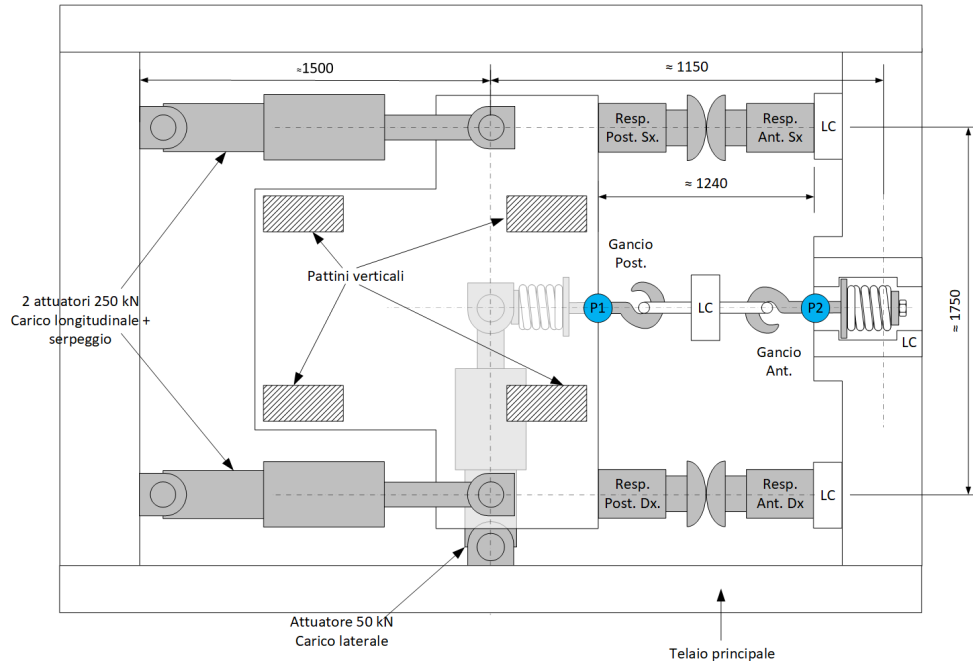 ≈1500
≈ 1150
Resp.
Post. Sx.
Resp.
Ant. Sx
LC
≈ 1240
Gancio
Post.
Pattini verticali
2 attuatori 250 kN
Carico longitudinale +
serpeggio
P1
LC
P2
LC
Gancio
Ant.
≈ 1750
Resp.
Post. Dx.
Resp.
Ant. Dx
LC
Attuatore 50 kN
Carico laterale
Telaio principale